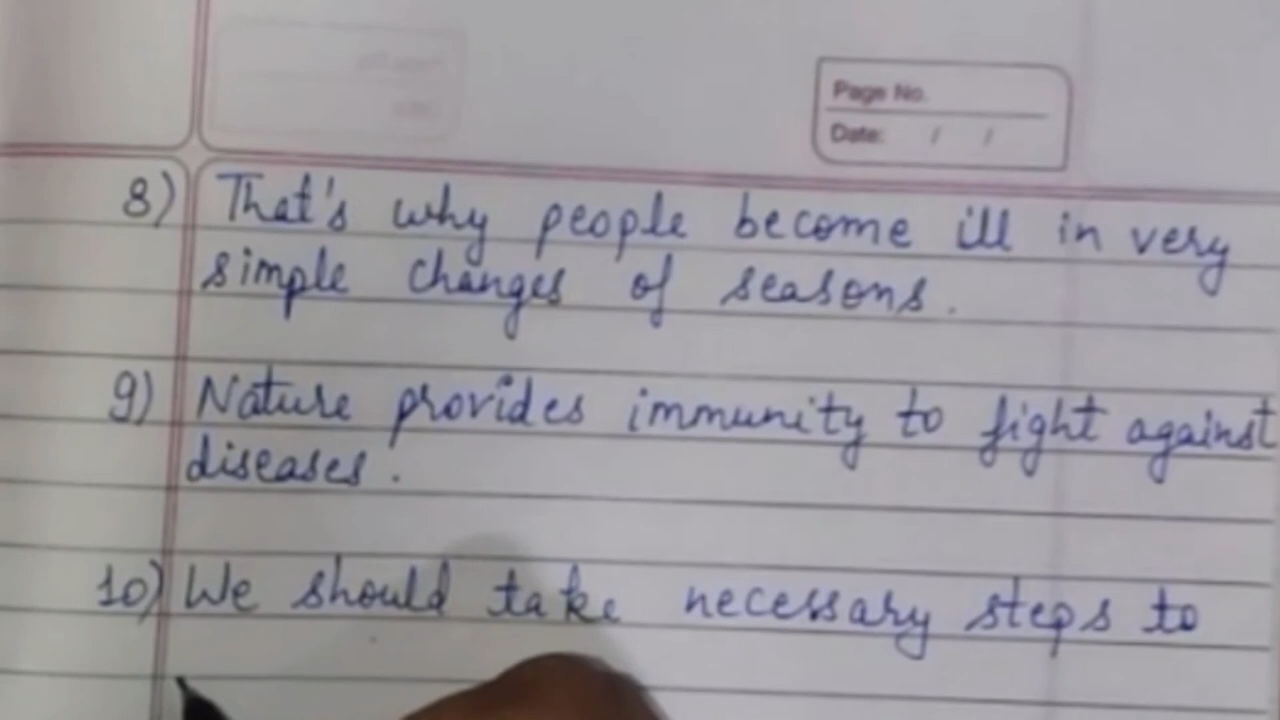 Page No.
Date: / /
8) That's why people become ill in very
simple changes of seasons.
9) Nature provides immunity to fight against
diseases.
10) We should take necessary steps to